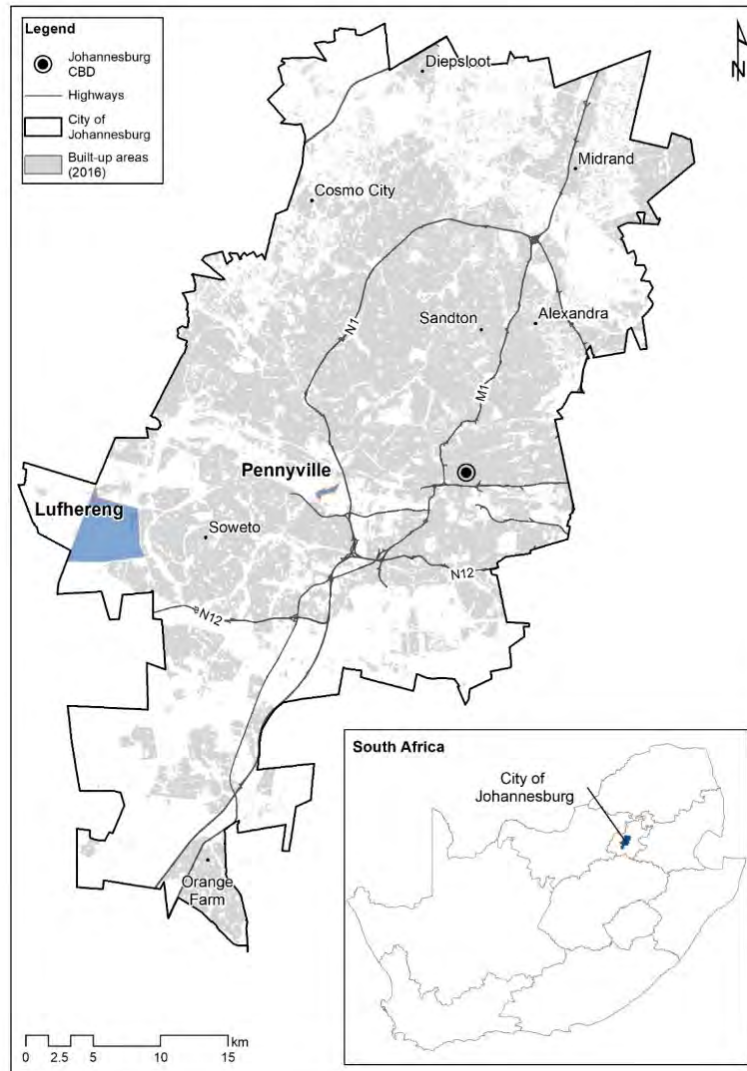 Legend
Johannesburg
CBD
Highways
City of
Johannesburg
Built-up areas
(2016)
N
Diepsloot
Midrand
Cosmo City
N1
Sandton
Alexandra
M1
Pennyville
Lufhereng
Soweto
N12
N12
Orange
Farm
South Africa
City of
Johannesburg
km
0 2.5 5 10 15